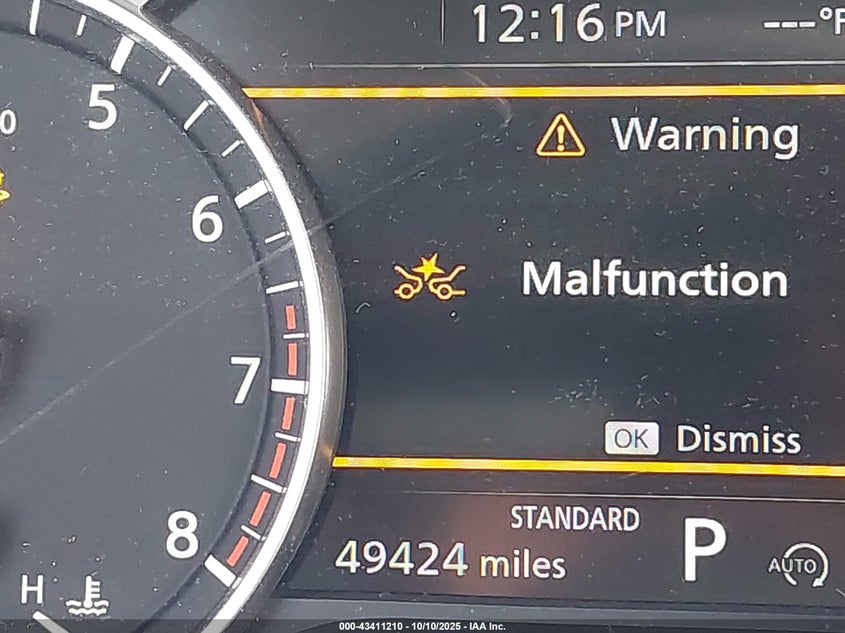 12:16 PM ---°F
5
0
Warning
6
Malfunction
7
OK Dismiss
STANDARD
8
49424 miles P AUTO
H
000-43411210 - 10/10/2025 - IAA Inc.